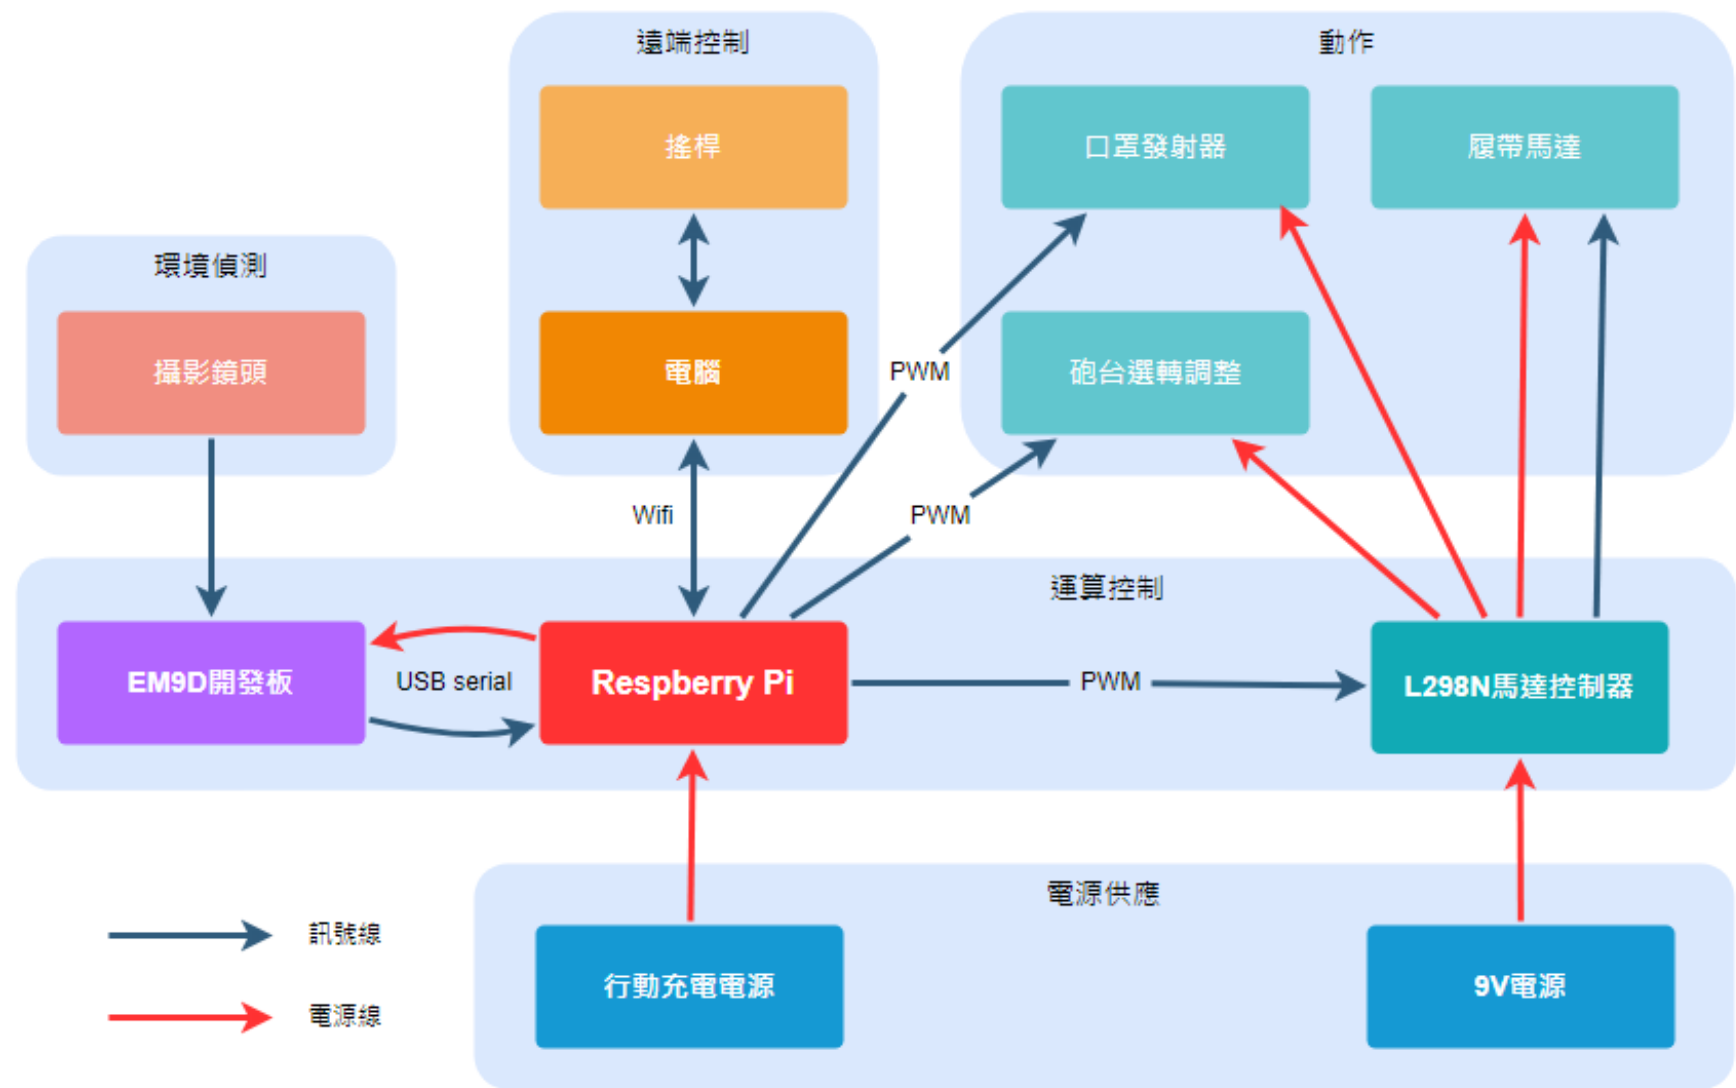 遠端控制
動作
搖桿
口罩發射器
履帶馬達
環境偵測
攝影鏡頭
電腦
PWM
砲台選轉調整
Wifi
PWM
運算控制
EM9D開發板
USB serial
Respberry Pi
PWM
L298N馬達控制器
電源供應
訊號線
行動充電電源
9V電源
電源線